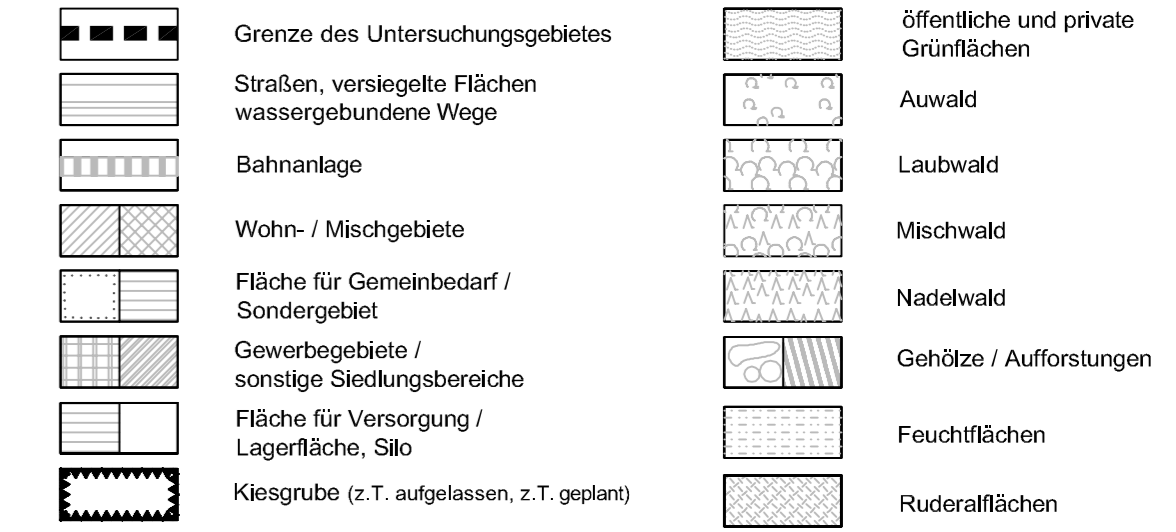 Grenze des Untersuchungsgebietes
Straßen, versiegelte Flächen
wassergebundene Wege
Bahnanlage
Wohn- / Mischgebiete
Fläche für Gemeinbedarf /
Sondergebiet
Gewerbegebiete /
sonstige Siedlungsbereiche
Fläche für Versorgung /
Lagerfläche, Silo
Kiesgrube (z.T. aufgelassen, z.T. geplant)
öffentliche und private
Grünflächen
Auwald
Laubwald
Mischwald
Nadelwald
Gehölze / Aufforstungen
Feuchtflächen
Ruderalflächen